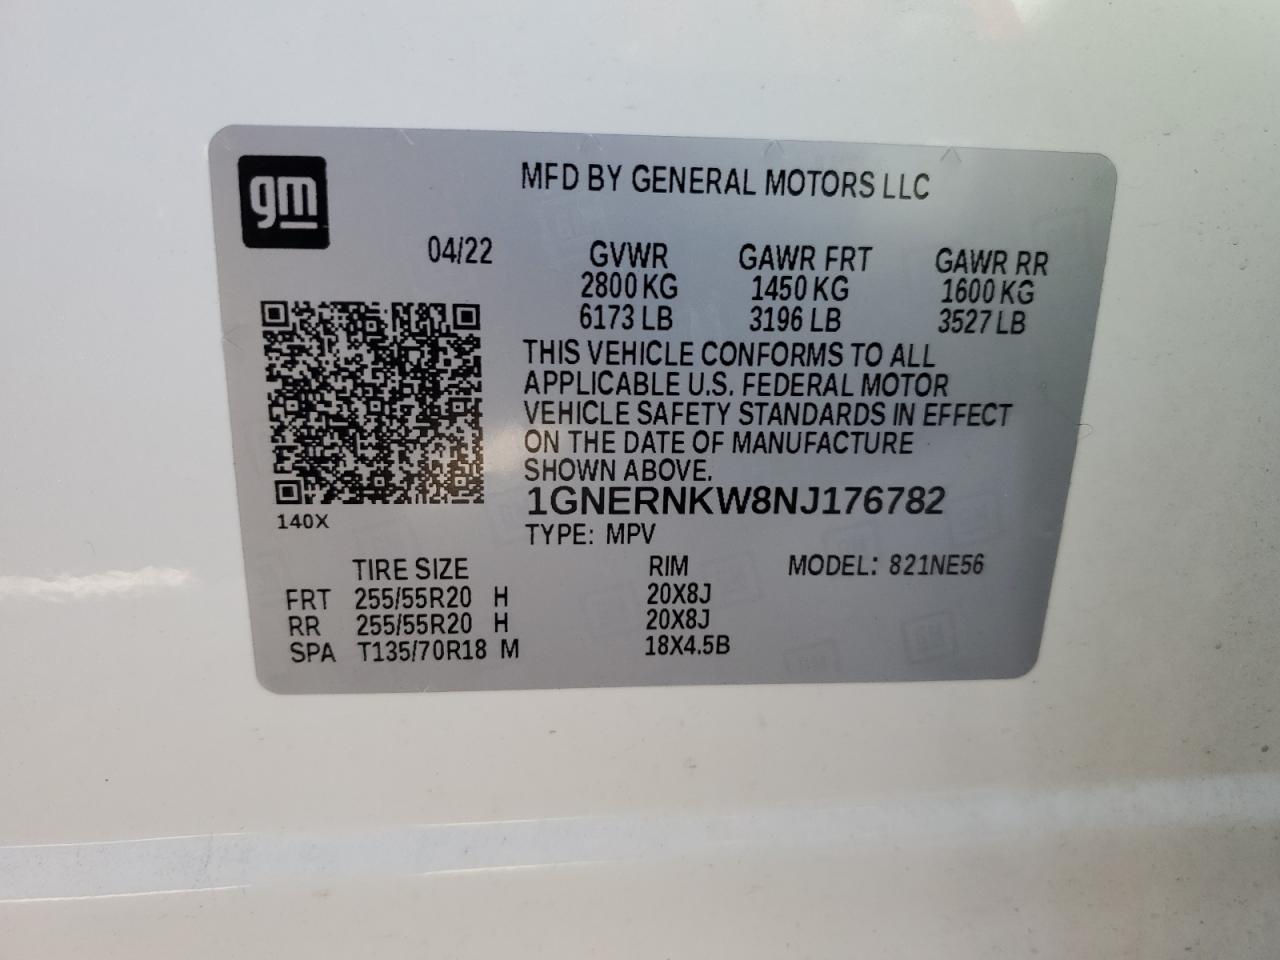 gm
MFD BY GENERAL MOTORS LLC
04/22 GVWR GAWR FRT GAWR RR
2800 KG 1450 KG 1600 KG
6173 LB 3196 LB 3527 LB
THIS VEHICLE CONFORMS TO ALL
APPLICABLE U.S. FEDERAL MOTOR
VEHICLE SAFETY STANDARDS IN EFFECT
ON THE DATE OF MANUFACTURE
SHOWN ABOVE.
140X
1GNERNKW8NJ176782
TYPE: MPV
TIRE SIZE RIM MODEL: 821NE56
FRT 255/55R20 H 20X8J
RR 255/55R20 H 20X8J
SPA T135/70R18 M 18X4.5B